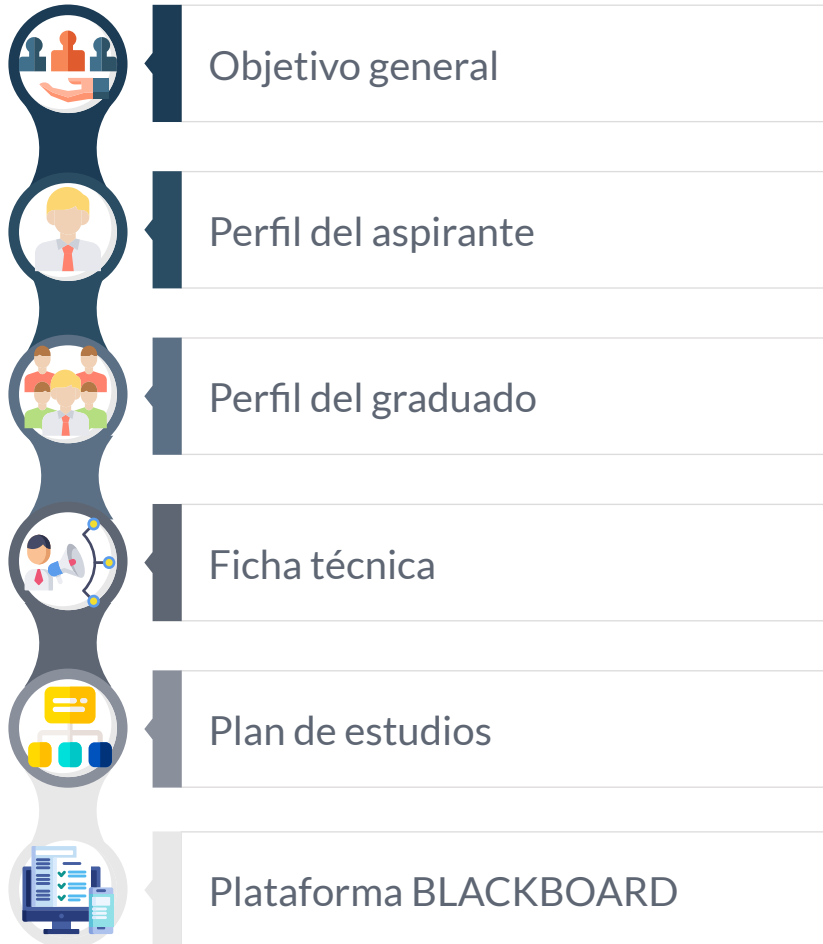 Objetivo general
Perfil del aspirante
Perfil del graduado
Ficha técnica
Plan de estudios
Plataforma BLACKBOARD